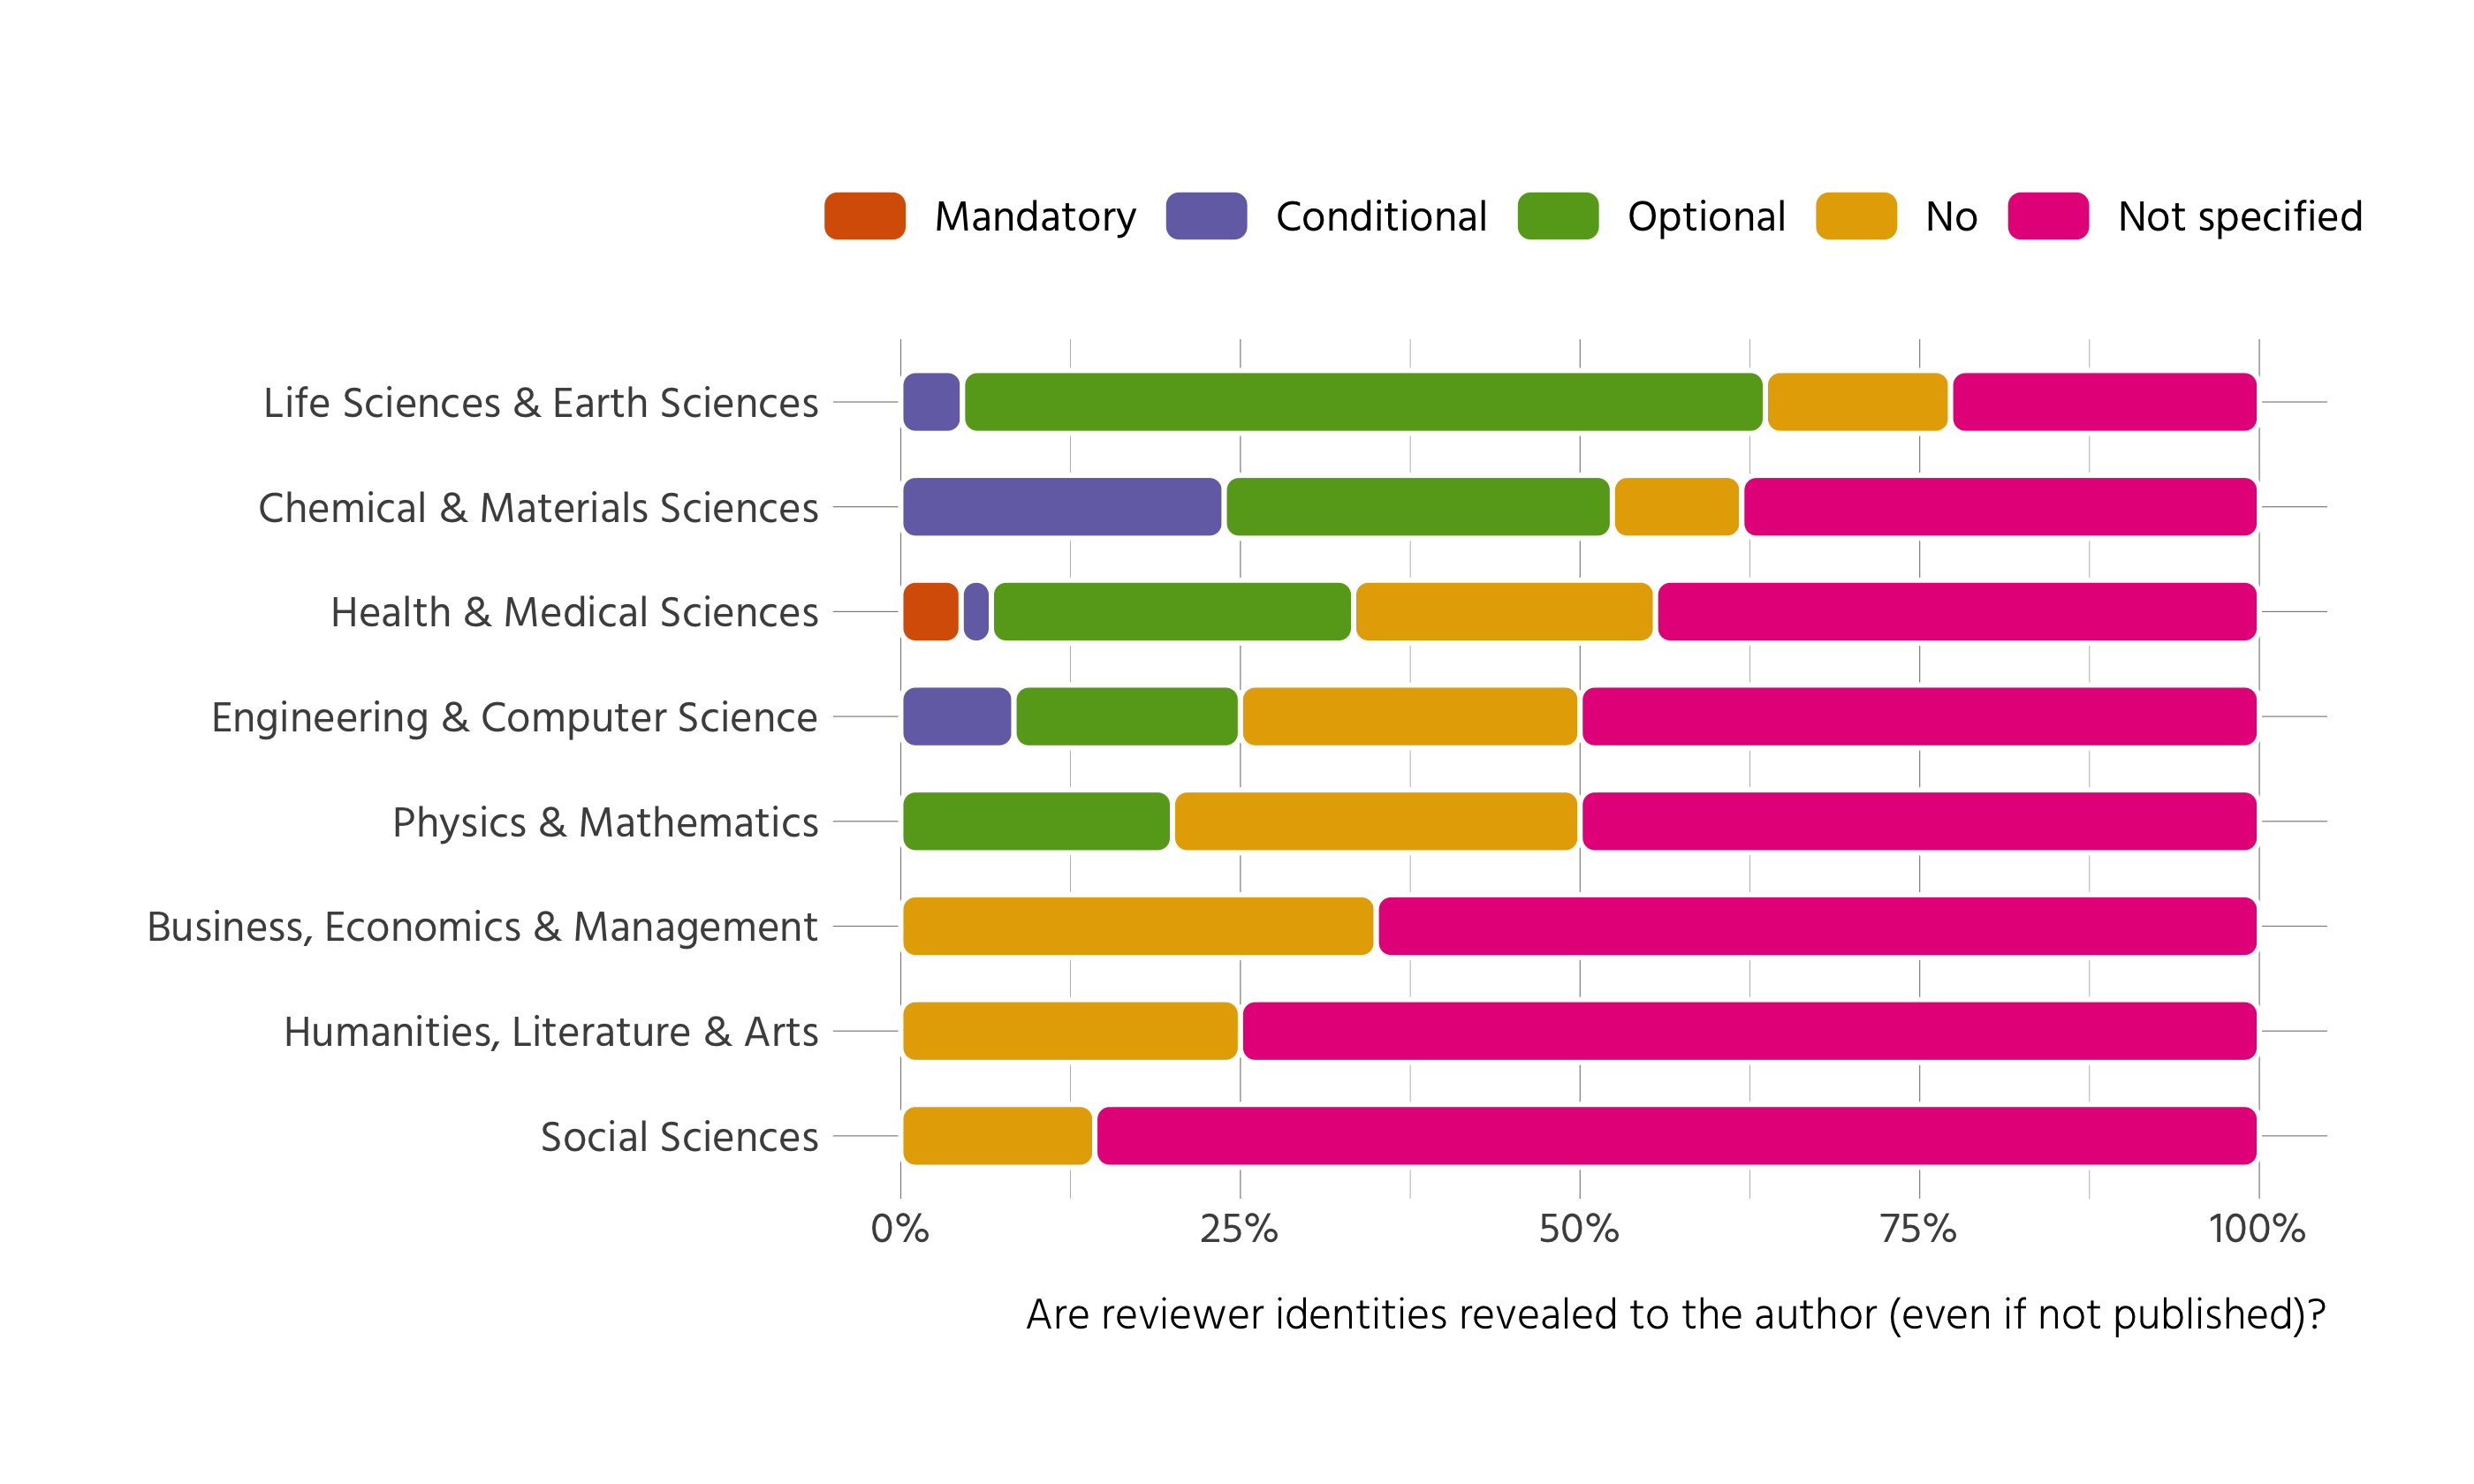 Mandatory Conditional Optional No Not specified
Life Sciences & Earth Sciences
Chemical & Materials Sciences
Health & Medical Sciences
Engineering & Computer Science
Physics & Mathematics
Business, Economics & Management
Humanities, Literature & Arts
Social Sciences
0% 25% 50% 75% 100%
Are reviewer identities revealed to the author (even if not published)?